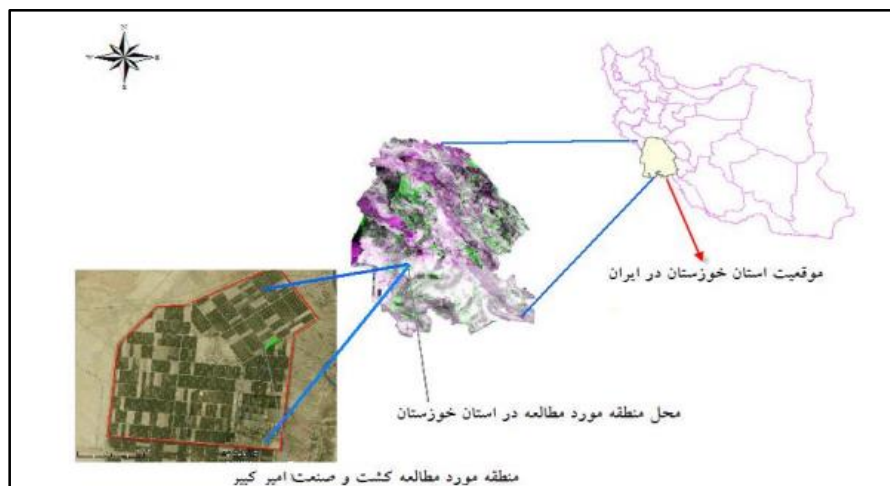 N
موقعیت استان خوزستان در ایران
محل منطقه مورد مطالعه در استان خوزستان
منطقه مورد مطالعه کشت و صنعت امیر کبیر